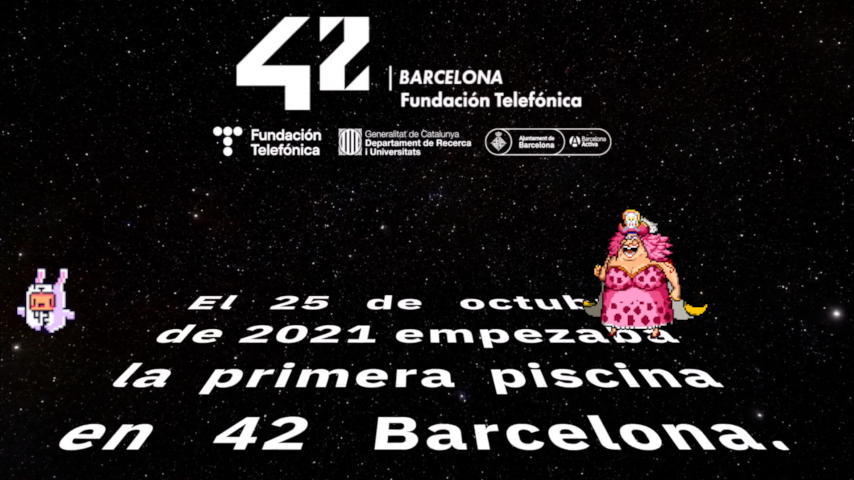 42
BARCELONA
Fundación Telefónica
Fundación
Telefónica
Generalitat de Catalunya
Departament de Recerca
i Universitats
Ajuntament de
Barcelona
Barcelona
Activa
El 25 de octub
de 2021 empezaba
la primera piscina
en 42 Barcelona.